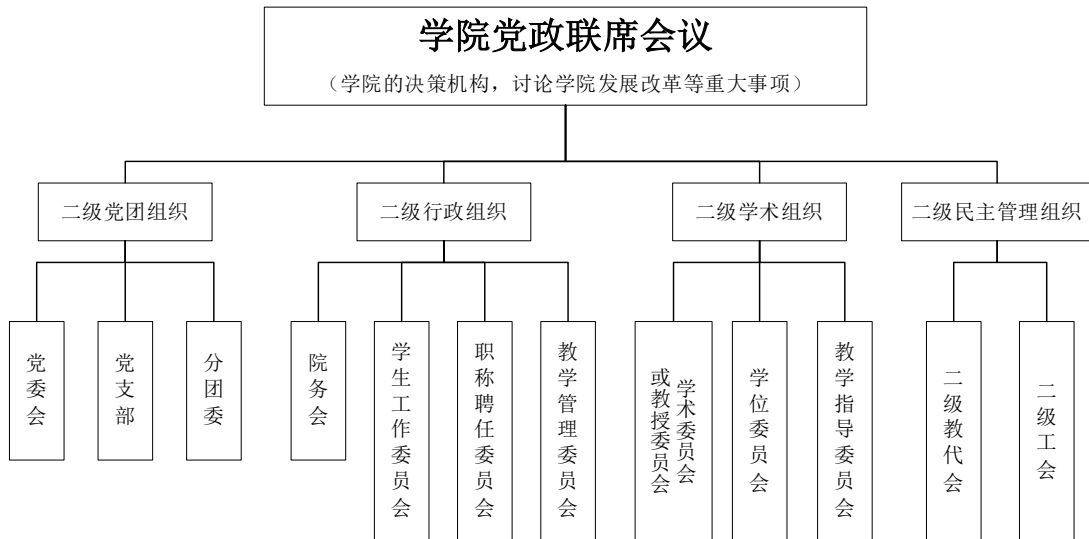 学院党政联席会议
（学院的决策机构，讨论学院发展改革等重大事项）
二级党团组织
二级行政组织
二级学术组织
二级民主管理组织
党委会
党支部
分团委
院务会
学生工作委员会
职称聘任委员会
教学管理委员会
学术委员会
或教授委员会
学位委员会
教学指导委员会
二级教代会
二级工会